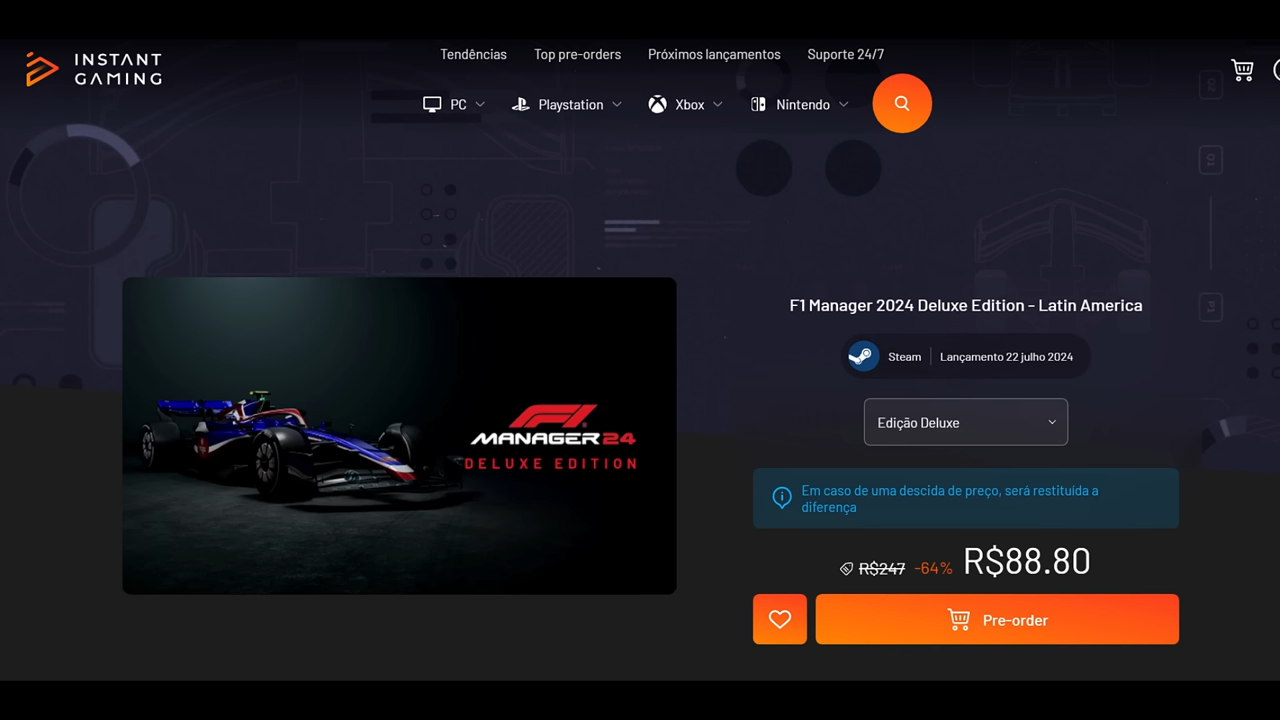 INSTANT
GAMING
Tendências Top pre-orders Próximos lançamentos Suporte 24/7
PC Playstation Xbox Nintendo
F1 Manager 2024 Deluxe Edition - Latin America
Steam Lançamento 22 julho 2024
Edição Deluxe
F1
MANAGER24
DELUXE EDITION
Em caso de uma descida de preço, será restituída a
diferença
R$247 -64% R$88.80
Pre-order